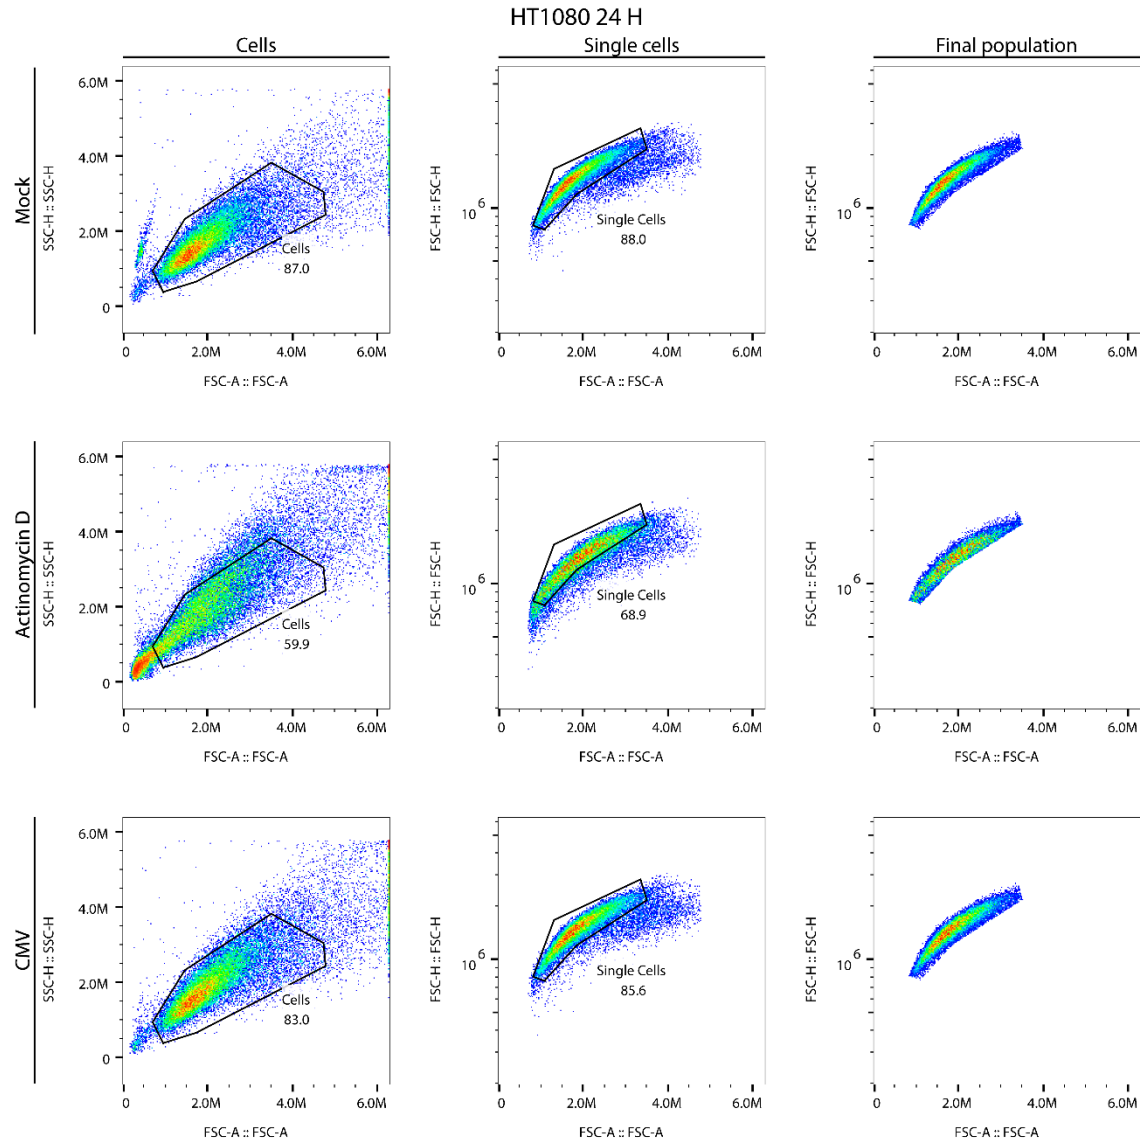 HT1080 24 H
Cells
Single cells
Final population
Mock
SSC-H :: SSC-H
6.0M
4.0M
2.0M
0
Cells
87.0
0 2.0M 4.0M 6.0M
FSC-A :: FSC-A
FSC-H :: FSC-H
10^6
Single Cells
88.0
0 2.0M 4.0M 6.0M
FSC-A :: FSC-A
FSC-H :: FSC-H
10^6
0 2.0M 4.0M 6.0M
FSC-A :: FSC-A
Actinomycin D
SSC-H :: SSC-H
6.0M
4.0M
2.0M
0
Cells
59.9
0 2.0M 4.0M 6.0M
FSC-A :: FSC-A
FSC-H :: FSC-H
10^6
Single Cells
68.9
0 2.0M 4.0M 6.0M
FSC-A :: FSC-A
FSC-H :: FSC-H
10^6
0 2.0M 4.0M 6.0M
FSC-A :: FSC-A
CMV
SSC-H :: SSC-H
6.0M
4.0M
2.0M
0
Cells
83.0
0 2.0M 4.0M 6.0M
FSC-A :: FSC-A
FSC-H :: FSC-H
10^6
Single Cells
85.6
0 2.0M 4.0M 6.0M
FSC-A :: FSC-A
FSC-H :: FSC-H
10^6
0 2.0M 4.0M 6.0M
FSC-A :: FSC-A